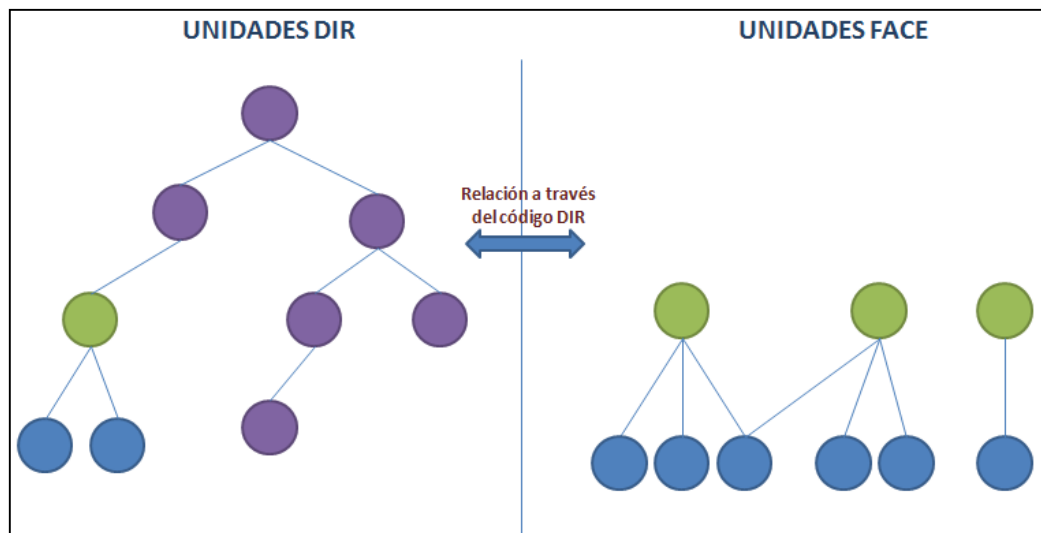 UNIDADES DIR
UNIDADES FACE
Relación a través
del código DIR